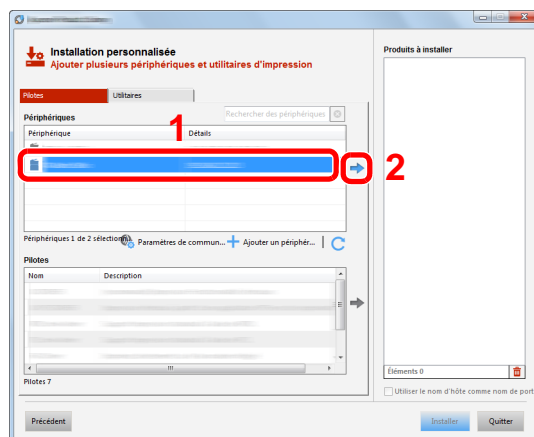 Installation personnalisée
Ajouter plusieurs périphériques et utilitaires d'impression
Pilotes
Utilitaires
Périphériques
Rechercher des périphériques
1
Périphérique
Détails
2
Périphériques 1 de 2 sélection
Paramètres de commun...
Ajouter un périphér...
Pilotes
Nom
Description
Pilotes 7
Produits à installer
Éléments 0
Utiliser le nom d'hôte comme nom de port
Précédent
Installer
Quitter